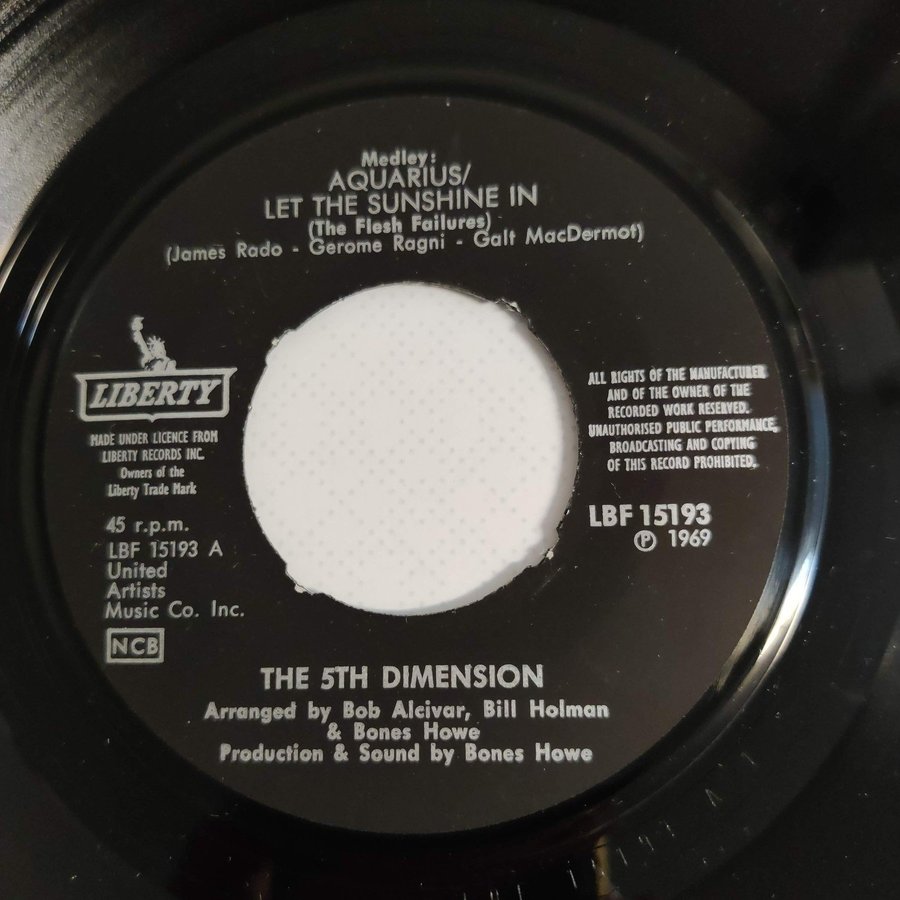 Medley:
AQUARIUS/
LET THE SUNSHINE IN
(The Flesh Failures)
(James Rado - Gerome Ragni - Galt MacDermot)
LIBERTY
MADE UNDER LICENCE FROM
LIBERTY RECORDS INC.
Owners of the
Liberty Trade Mark
45 r.p.m.
LBF 15193 A
United
Artists
Music Co. Inc.
NCB
ALL RIGHTS OF THE MANUFACTURER
AND OF THE OWNER OF THE
RECORDED WORK RESERVED.
UNAUTHORISED PUBLIC PERFORMANCE,
BROADCASTING AND COPYING
OF THIS RECORD PROHIBITED.
LBF 15193
℗ 1969
THE 5TH DIMENSION
Arranged by Bob Alcivar, Bill Holman
& Bones Howe
Production & Sound by Bones Howe